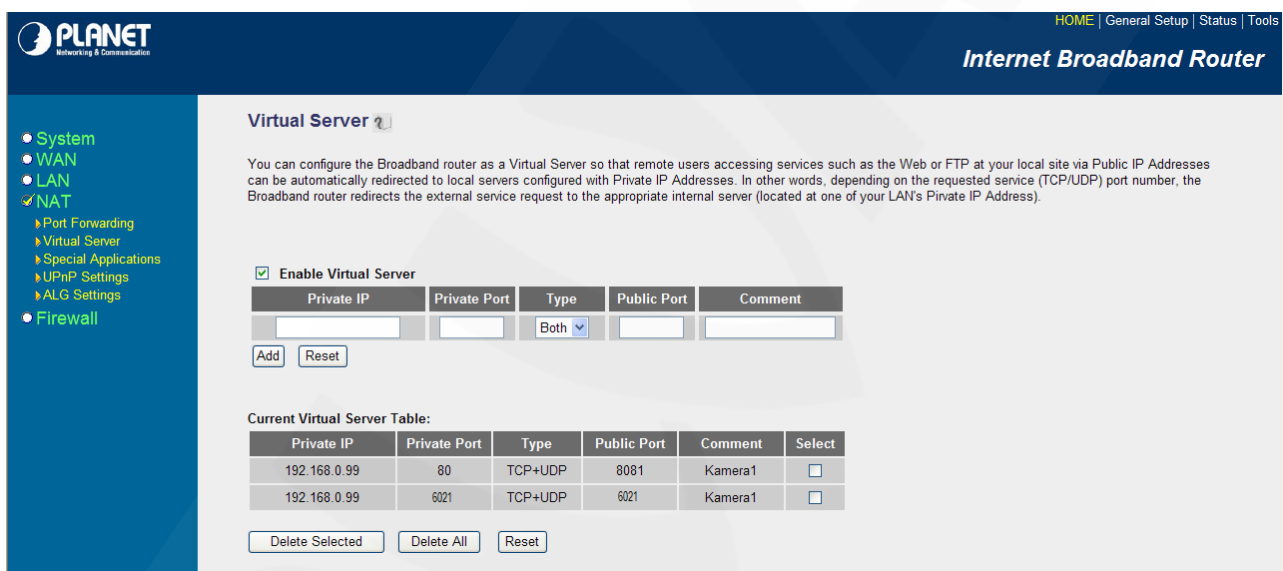 PLANET
Networking & Communication
HOME | General Setup | Status | Tools
Internet Broadband Router
System
WAN
LAN
NAT
Port Forwarding
Virtual Server
Special Applications
UPnP Settings
ALG Settings
Firewall
Virtual Server
You can configure the Broadband router as a Virtual Server so that remote users accessing services such as the Web or FTP at your local site via Public IP Addresses
can be automatically redirected to local servers configured with Private IP Addresses. In other words, depending on the requested service (TCP/UDP) port number, the
Broadband router redirects the external service request to the appropriate internal server (located at one of your LAN's Pivate IP Address).
Enable Virtual Server
Private IP Private Port Type Public Port Comment
Both
Add Reset
Current Virtual Server Table:
Private IP Private Port Type Public Port Comment Select
192.168.0.99 80 TCP+UDP 8081 Kamera1
192.168.0.99 6021 TCP+UDP 6021 Kamera1
Delete Selected Delete All Reset